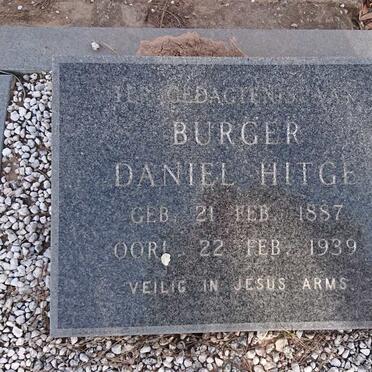 TER GEDAGTENIS VAN
BURGER
DANIEL HITGE
GEB. 21 FEB. 1887
OORL. 22 FEB. 1939
VEILIG IN JESUS ARMS.